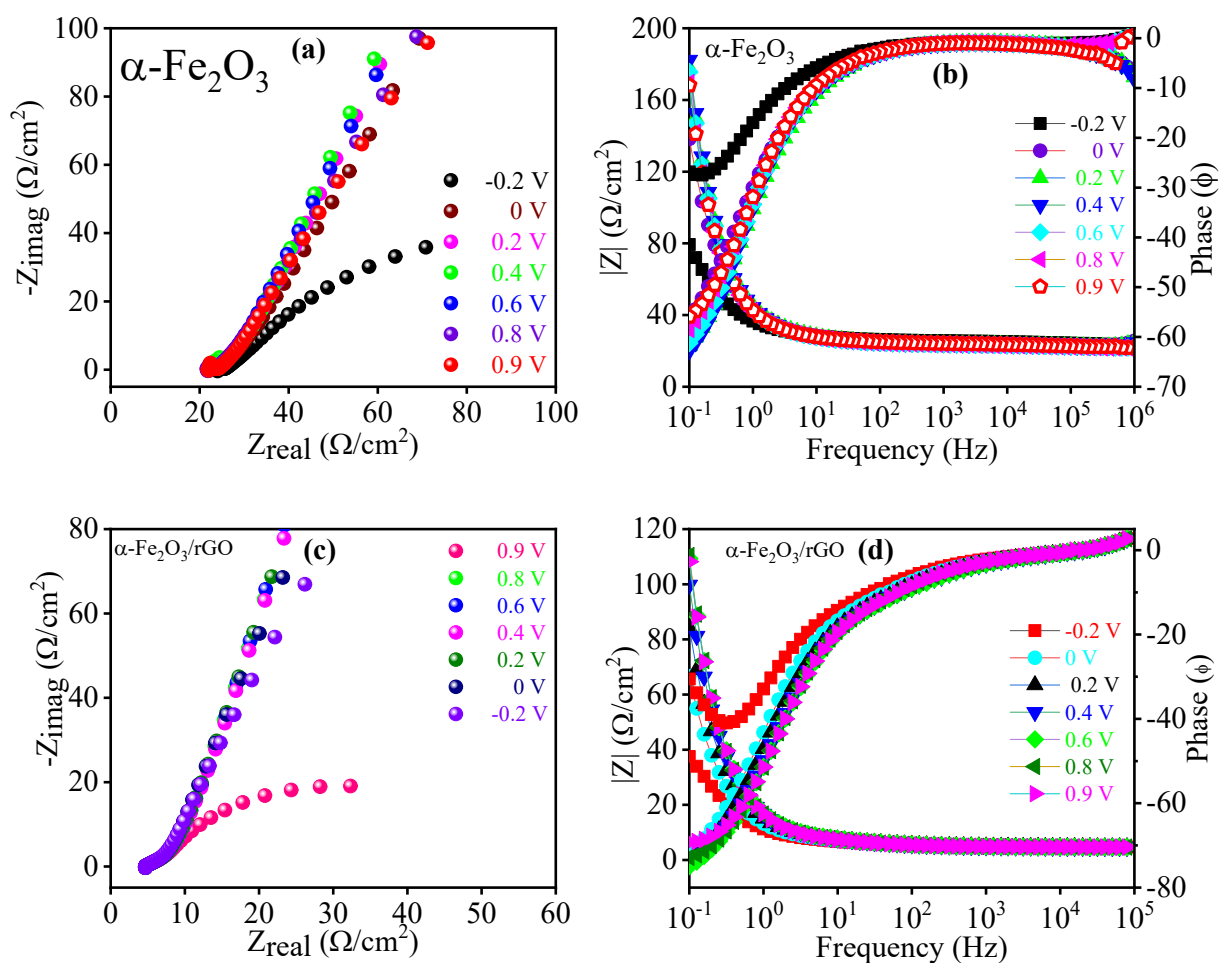 (a)
α-Fe₂O₃
-Zimag (Ω/cm²)
100
80
60
40
20
0
-0.2 V
0 V
0.2 V
0.4 V
0.6 V
0.8 V
0.9 V
0 20 40 60 80 100
Zreal (Ω/cm²)
α-Fe₂O₃
(b)
|Z| (Ω/cm²)
200
160
120
80
40
0
-0.2 V
0 V
0.2 V
0.4 V
0.6 V
0.8 V
0.9 V
0
-10
-20
-30
-40
-50
-60
-70
Phase (ϕ)
10⁻¹ 10⁰ 10¹ 10² 10³ 10⁴ 10⁵ 10⁶
Frequency (Hz)
α-Fe₂O₃/rGO
(c)
-Zimag (Ω/cm²)
80
60
40
20
0
0.9 V
0.8 V
0.6 V
0.4 V
0.2 V
0 V
-0.2 V
0 10 20 30 40 50 60
Zreal (Ω/cm²)
α-Fe₂O₃/rGO
(d)
|Z| (Ω/cm²)
120
100
80
60
40
20
0
-0.2 V
0 V
0.2 V
0.4 V
0.6 V
0.8 V
0.9 V
0
-20
-40
-60
-80
Phase (ϕ)
10⁻¹ 10⁰ 10¹ 10² 10³ 10⁴ 10⁵
Frequency (Hz)